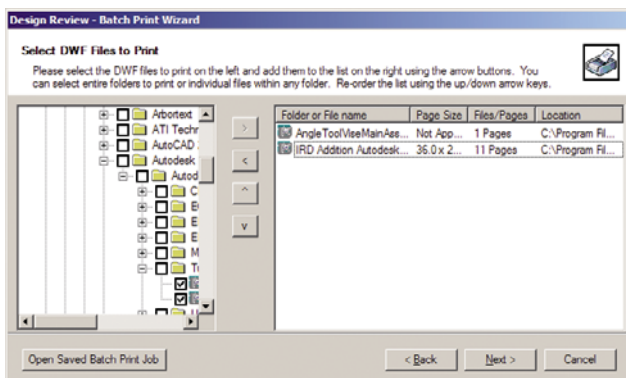 Design Review - Batch Print Wizard
Select DWF Files to Print
Please select the DWF files to print on the left and add them to the list on the right using the arrow buttons. You
can select entire folders to print or individual files within any folder. Re-order the list using the up/down arrow keys.
Arbortext
ATI Techr
AutoCAD
Autodesk
Autod
C
E
E
M
>
<
^
v
Folder or File name Page Size Files/Pages Location
AngleToolViseMainAss... Not App... 1 Pages C:\Program Fil...
IRD Addition Autodesk... 36.0 x 2... 11 Pages C:\Program Fil...
Open Saved Batch Print Job
< Back Next > Cancel